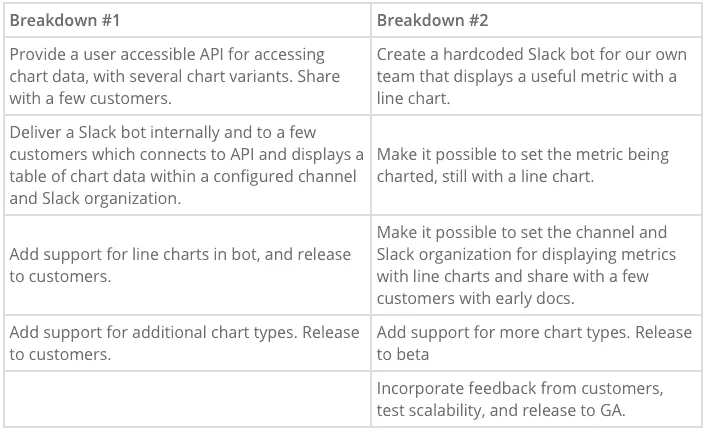 Breakdown #1
Breakdown #2
Provide a user accessible API for accessing
chart data, with several chart variants. Share
with a few customers.
Create a hardcoded Slack bot for our own
team that displays a useful metric with a
line chart.
Deliver a Slack bot internally and to a few
customers which connects to API and displays a
table of chart data within a configured channel
and Slack organization.
Make it possible to set the metric being
charted, still with a line chart.
Add support for line charts in bot, and release
to customers.
Make it possible to set the channel and
Slack organization for displaying metrics
with line charts and share with a few
customers with early docs.
Add support for additional chart types. Release
to customers.
Add support for more chart types. Release
to beta
Incorporate feedback from customers,
test scalability, and release to GA.